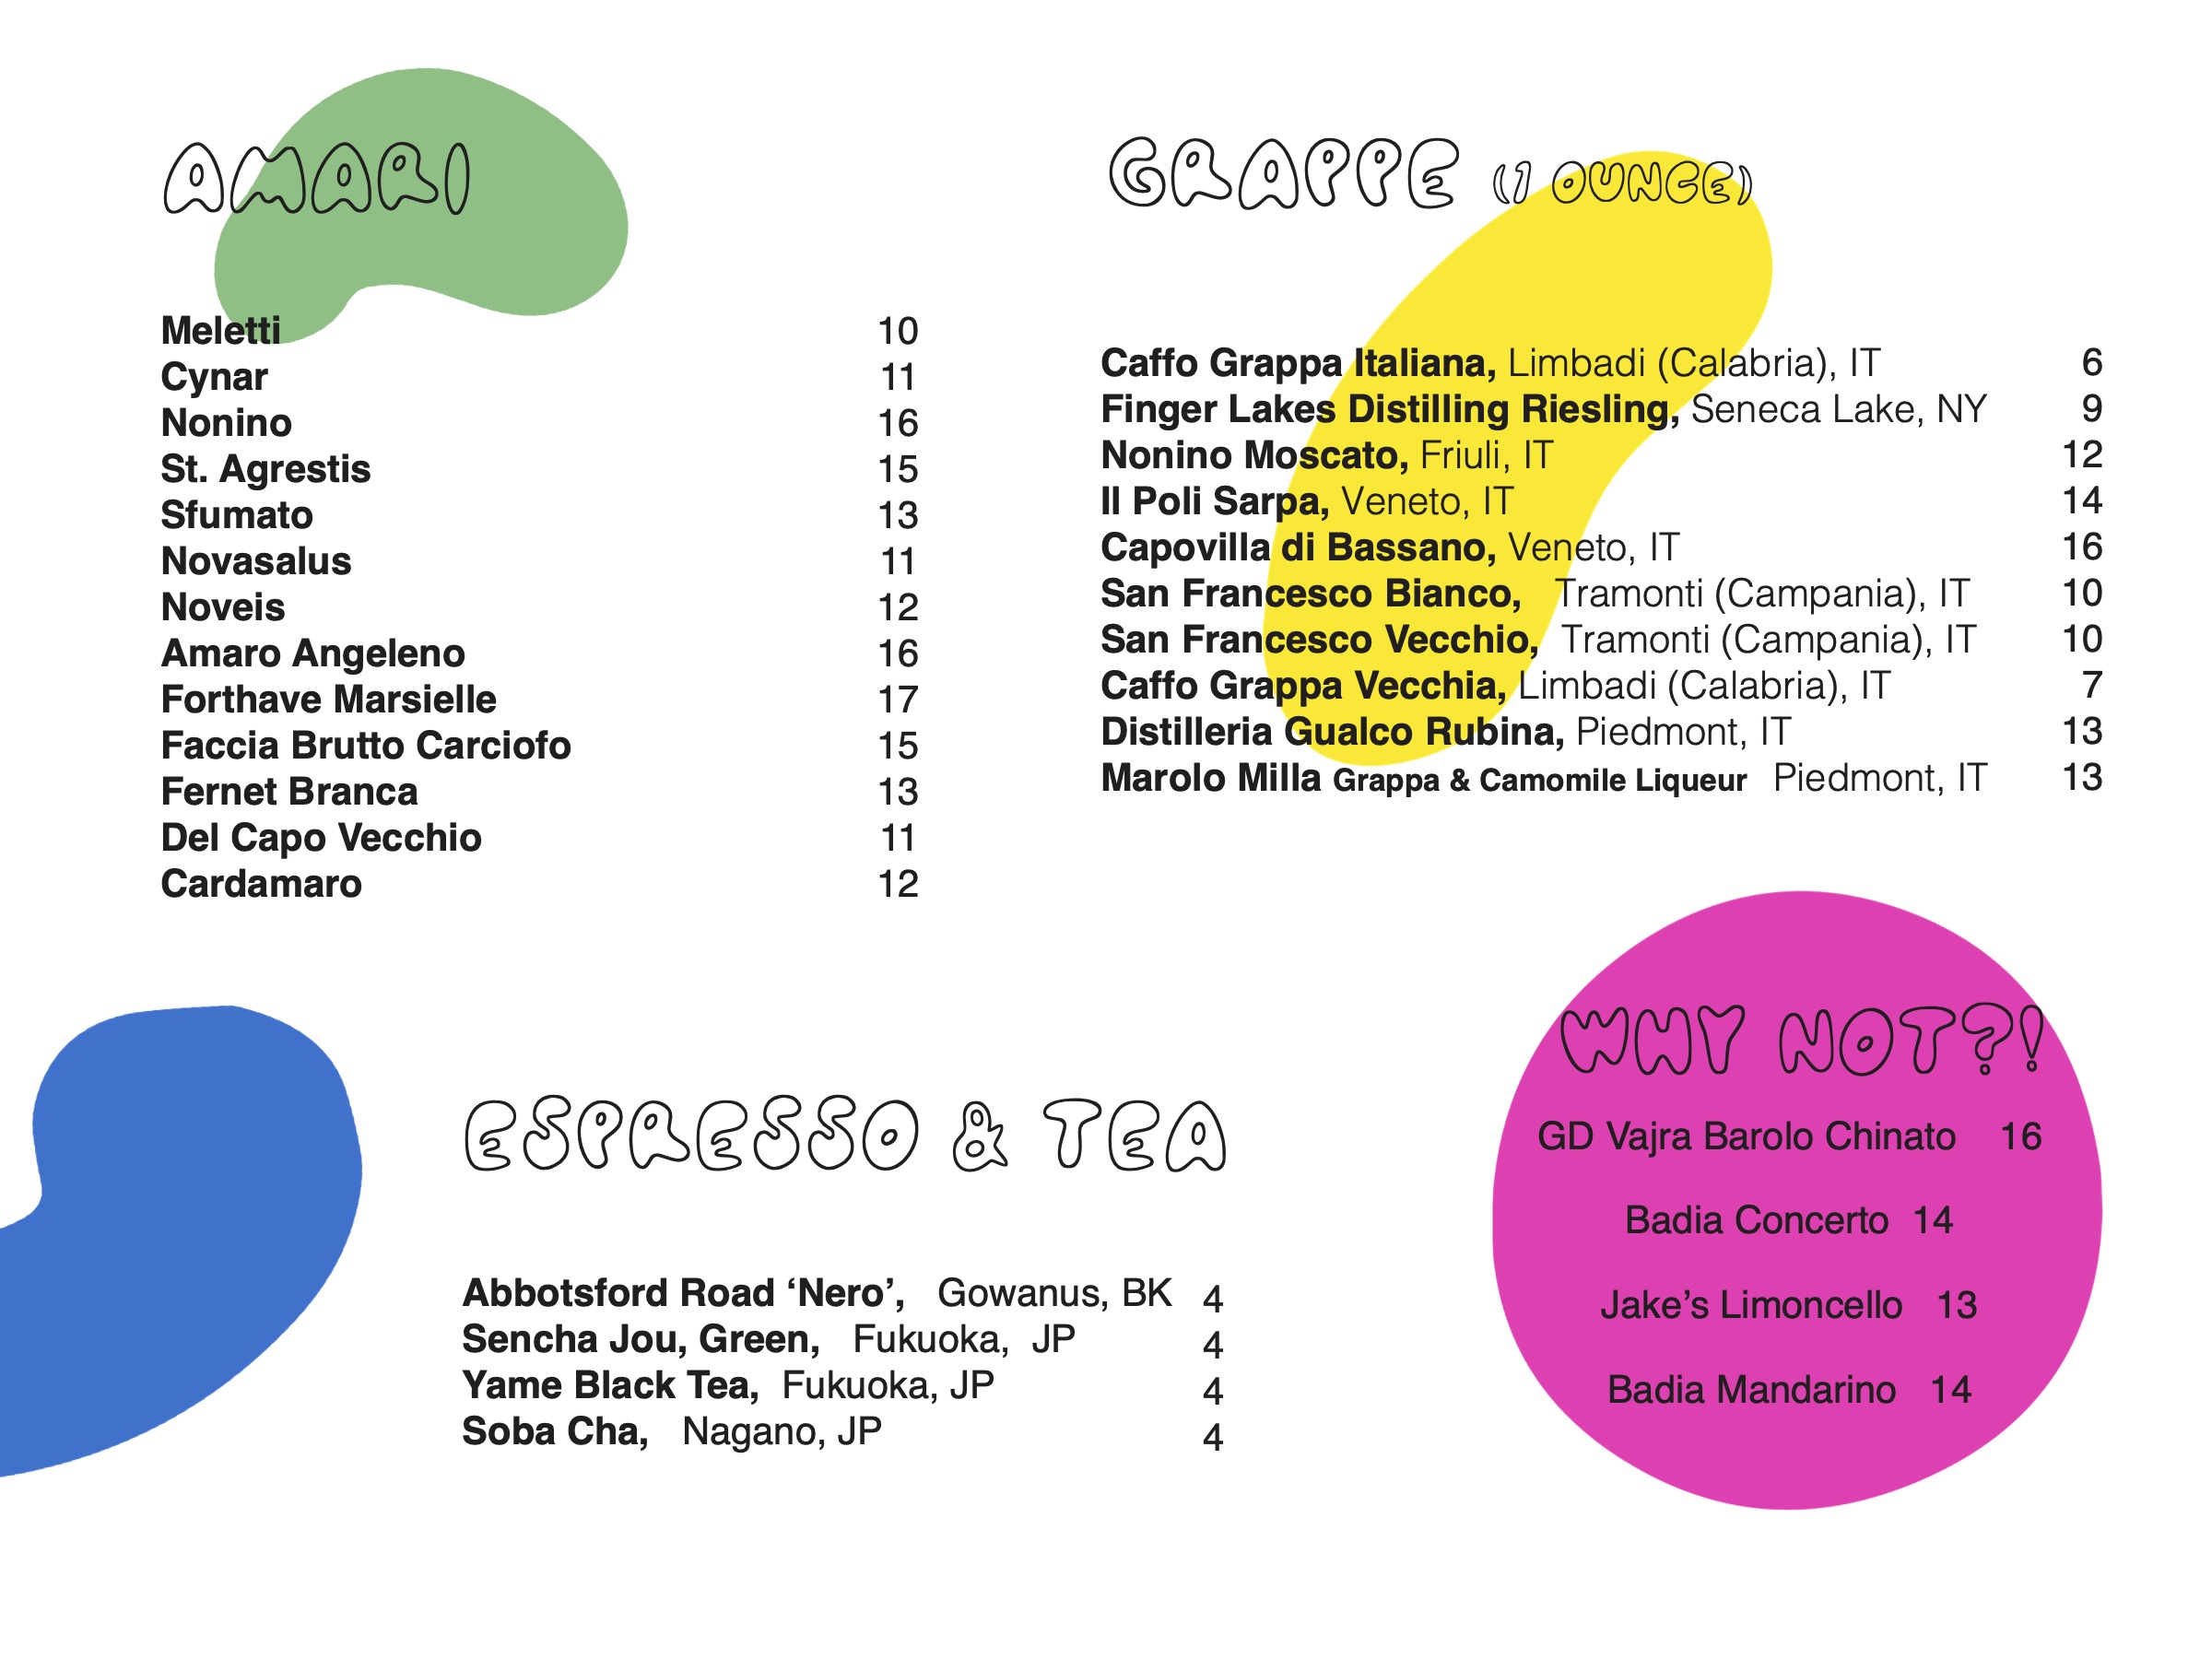 AMARI
Meletti 10
Cynar 11
Nonino 16
St. Agrestis 15
Sfumato 13
Novasalus 11
Noveis 12
Amaro Angeleno 16
Forthave Marsielle 17
Faccia Brutto Carciofo 15
Fernet Branca 13
Del Capo Vecchio 11
Cardamaro 12
GRAPPE (1 OUNCE)
Caffo Grappa Italiana, Limbadi (Calabria), IT 6
Finger Lakes Distilling Riesling, Seneca Lake, NY 9
Nonino Moscato, Friuli, IT 12
Il Poli Sarpa, Veneto, IT 14
Capovilla di Bassano, Veneto, IT 16
San Francesco Bianco, Tramonti (Campania), IT 10
San Francesco Vecchio, Tramonti (Campania), IT 10
Caffo Grappa Vecchia, Limbadi (Calabria), IT 7
Distilleria Gualco Rubina, Piedmont, IT 13
Marolo Milla Grappa & Camomile Liqueur Piedmont, IT 13
ESPRESSO & TEA
Abbotsford Road ‘Nero’, Gowanus, BK 4
Sencha Jou, Green, Fukuoka, JP 4
Yame Black Tea, Fukuoka, JP 4
Soba Cha, Nagano, JP 4
WHY NOT?!
GD Vajra Barolo Chinato 16
Badia Concerto 14
Jake’s Limoncello 13
Badia Mandarino 14